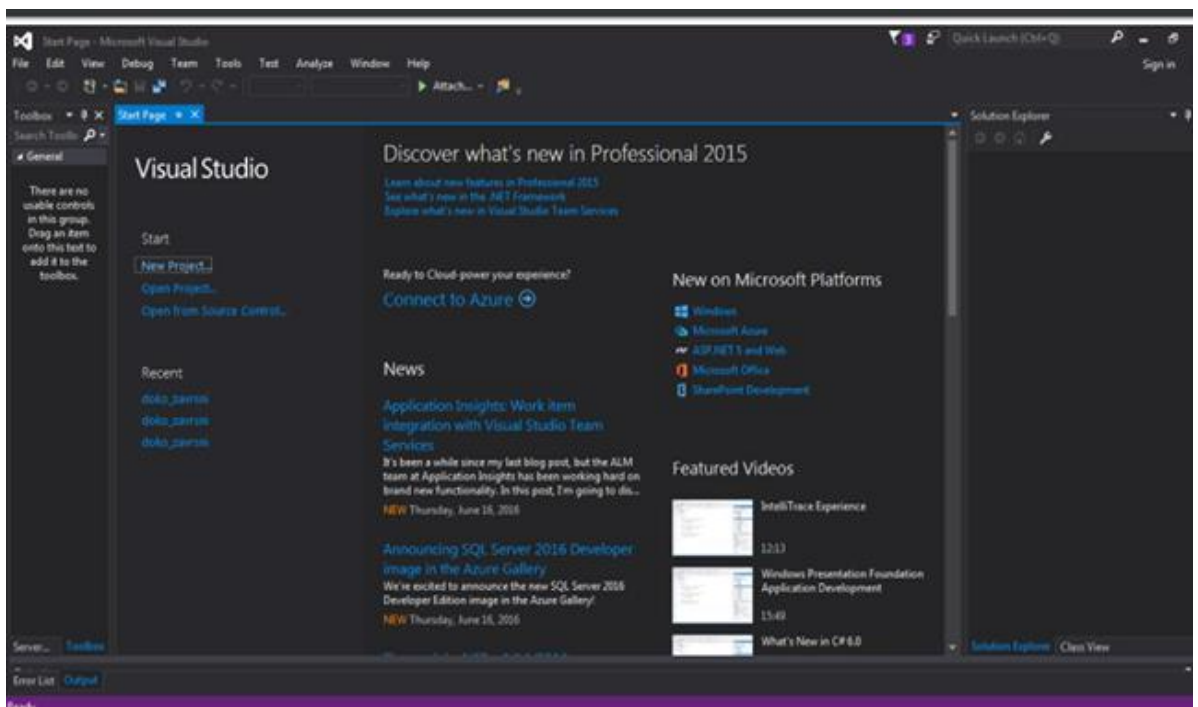 Start Page - Microsoft Visual Studio
Quick Launch (Ctrl+Q)
File Edit View Debug Team Tools Test Analyze Window Help
Sign in
Attach...
Toolbox
Start Page
Solution Explorer
Search Toolbo
General
There are no
usable controls
in this group.
Drag an item
onto this text to
add it to the
toolbox.
Visual Studio
Start
New Project...
Open Project...
Open from Source Control...
Recent
doko_zavrsni
doko_zavrsni
doko_zavrsni
Discover what's new in Professional 2015
Learn about new features in Professional 2015
See what's new in the .NET Framework
Explore what's new in Visual Studio Team Services
Ready to Cloud-power your experience?
Connect to Azure
News
Application Insights: Work item
integration with Visual Studio Team
Services
It's been a while since my last blog post, but the ALM
team at Application Insights has been working hard on
brand new functionality. In this post, I'm going to dis...
NEW Thursday, June 16, 2016
Announcing SQL Server 2016 Developer
image in the Azure Gallery
We're excited to announce the new SQL Server 2016
Developer Edition image in the Azure Gallery!
NEW Thursday, June 16, 2016
New on Microsoft Platforms
Windows
Microsoft Azure
ASP.NET 5 and Web
Microsoft Office
SharePoint Development
Featured Videos
IntelliTrace Experience
12:13
Windows Presentation Foundation
Application Development
15:49
What's New in C# 6.0
Server... Toolbox
Solution Explorer Class View
Error List Output
Ready